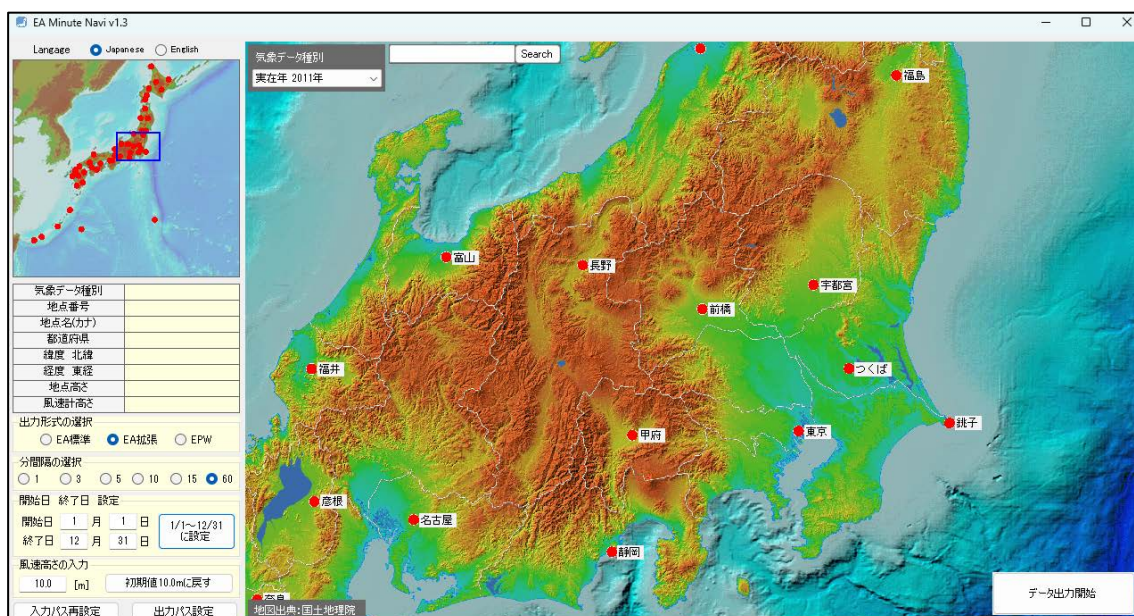 EA Minute Navi v1.3
Langage Japanese English
気象データ種別
実在年 2011年
Search
気象データ種別
地点番号
地点名(カナ)
都道府県
緯度 北緯
経度 東経
地点高さ
風速計高さ
出力形式の選択
EA標準 EA拡張 EPW
分間隔の選択
1 3 5 10 15 60
開始日 終了日 設定
開始日 1 月 1 日
終了日 12 月 31 日
1/1～12/31
に設定
風速高さの入力
10.0 [m] 初期値10.0mに戻す
入力パス再設定 出力パス設定
福島
富山
長野
宇都宮
前橋
福井
つくば
甲府
東京
銚子
彦根
名古屋
静岡
奈良
地図出典:国土地理院
データ出力開始